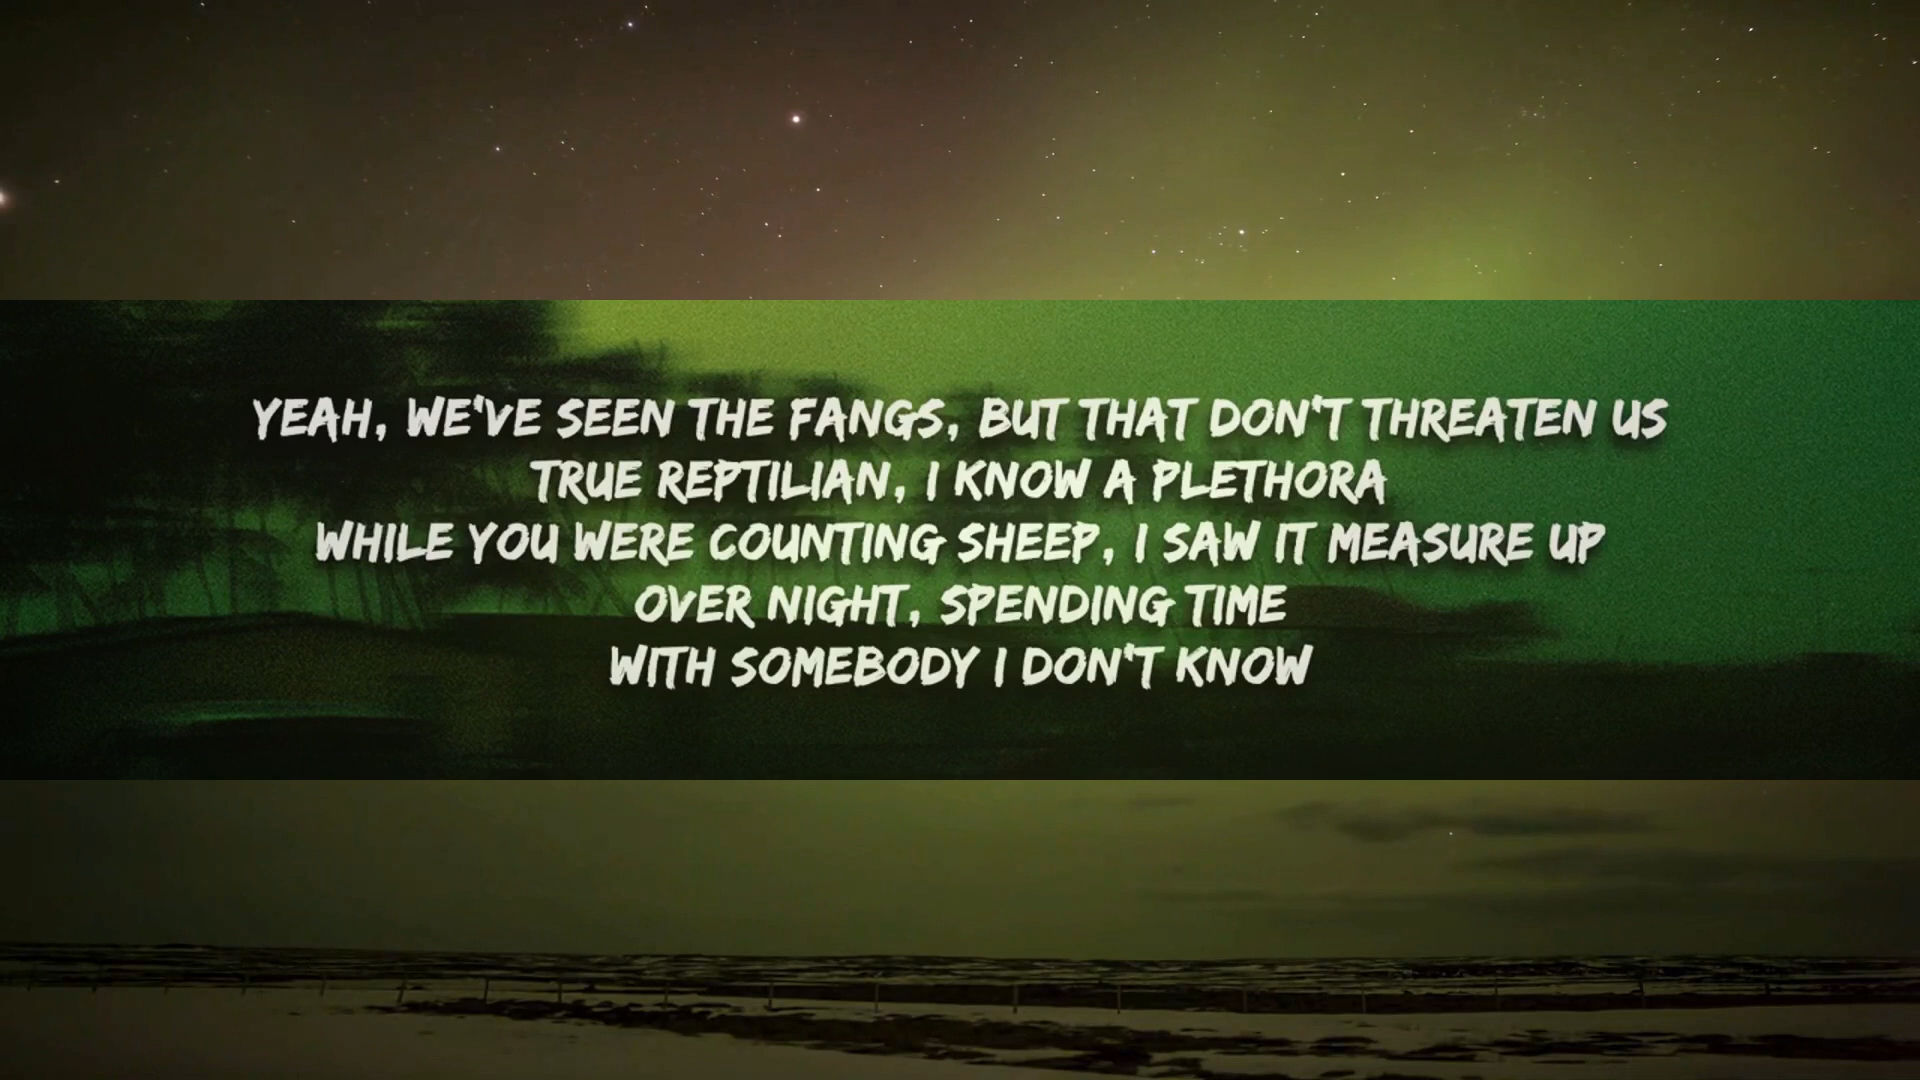 YEAH, WE'VE SEEN THE FANGS, BUT THAT DON'T THREATEN US
TRUE REPTILIAN, I KNOW A PLETHORA
WHILE YOU WERE COUNTING SHEEP, I SAW IT MEASURE UP
OVER NIGHT, SPENDING TIME
WITH SOMEBODY I DON'T KNOW